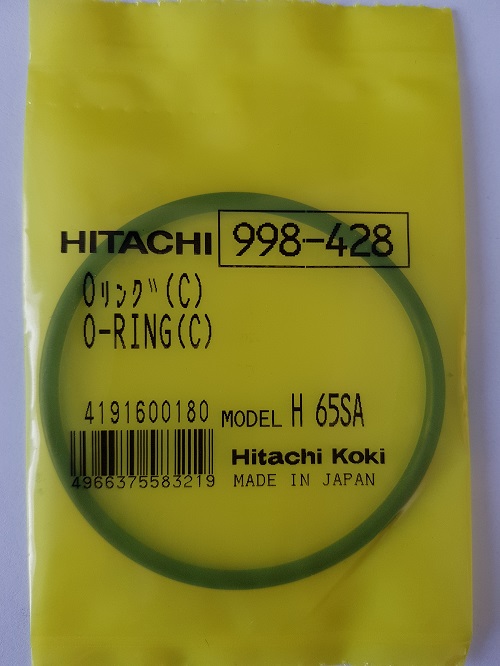 HITACHI 998-428
Oリング(C)
O-RING(C)
4191600180 MODEL H 65SA
4966375583219 Hitachi Koki
MADE IN JAPAN